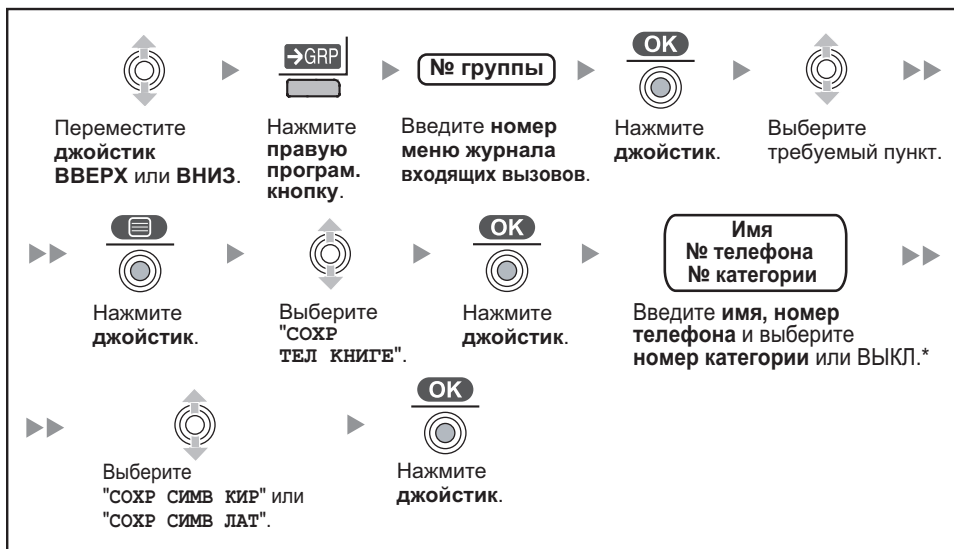 →GRP
№ группы
OK
Переместите
джойстик
ВВЕРХ или ВНИЗ.
Нажмите
правую
програм.
кнопку.
Введите номер
меню журнала
входящих вызовов.
Нажмите
джойстик.
Выберите
требуемый пункт.
OK
Имя
№ телефона
№ категории
Нажмите
джойстик.
Выберите
"СОХР
ТЕЛ КНИГЕ".
Нажмите
джойстик.
Введите имя, номер
телефона и выберите
номер категории или ВЫКЛ.*
OK
Выберите
"СОХР СИМВ КИР" или
"СОХР СИМВ ЛАТ".
Нажмите
джойстик.